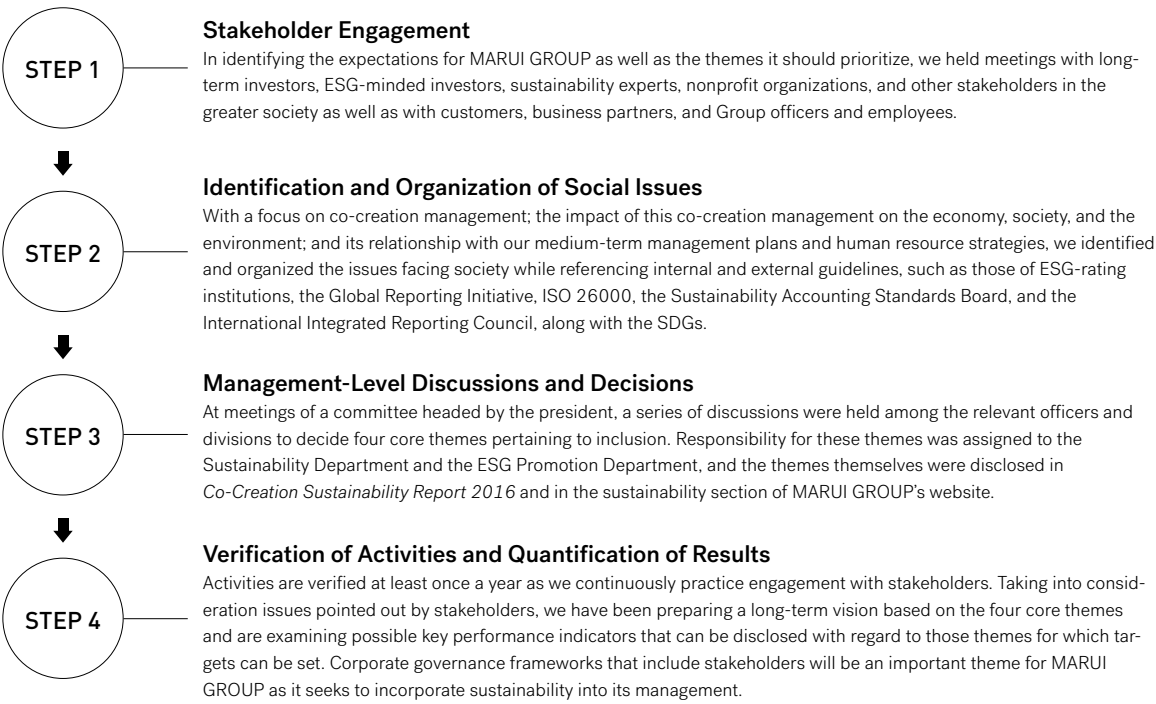 STEP 1
Stakeholder Engagement
In identifying the expectations for MARUI GROUP as well as the themes it should prioritize, we held meetings with long-
term investors, ESG-minded investors, sustainability experts, nonprofit organizations, and other stakeholders in the
greater society as well as with customers, business partners, and Group officers and employees.
STEP 2
Identification and Organization of Social Issues
With a focus on co-creation management; the impact of this co-creation management on the economy, society, and the
environment; and its relationship with our medium-term management plans and human resource strategies, we identified
and organized the issues facing society while referencing internal and external guidelines, such as those of ESG-rating
institutions, the Global Reporting Initiative, ISO 26000, the Sustainability Accounting Standards Board, and the
International Integrated Reporting Council, along with the SDGs.
STEP 3
Management-Level Discussions and Decisions
At meetings of a committee headed by the president, a series of discussions were held among the relevant officers and
divisions to decide four core themes pertaining to inclusion. Responsibility for these themes was assigned to the
Sustainability Department and the ESG Promotion Department, and the themes themselves were disclosed in
Co-Creation Sustainability Report 2016 and in the sustainability section of MARUI GROUP's website.
STEP 4
Verification of Activities and Quantification of Results
Activities are verified at least once a year as we continuously practice engagement with stakeholders. Taking into consid-
eration issues pointed out by stakeholders, we have been preparing a long-term vision based on the four core themes
and are examining possible key performance indicators that can be disclosed with regard to those themes for which tar-
gets can be set. Corporate governance frameworks that include stakeholders will be an important theme for MARUI
GROUP as it seeks to incorporate sustainability into its management.